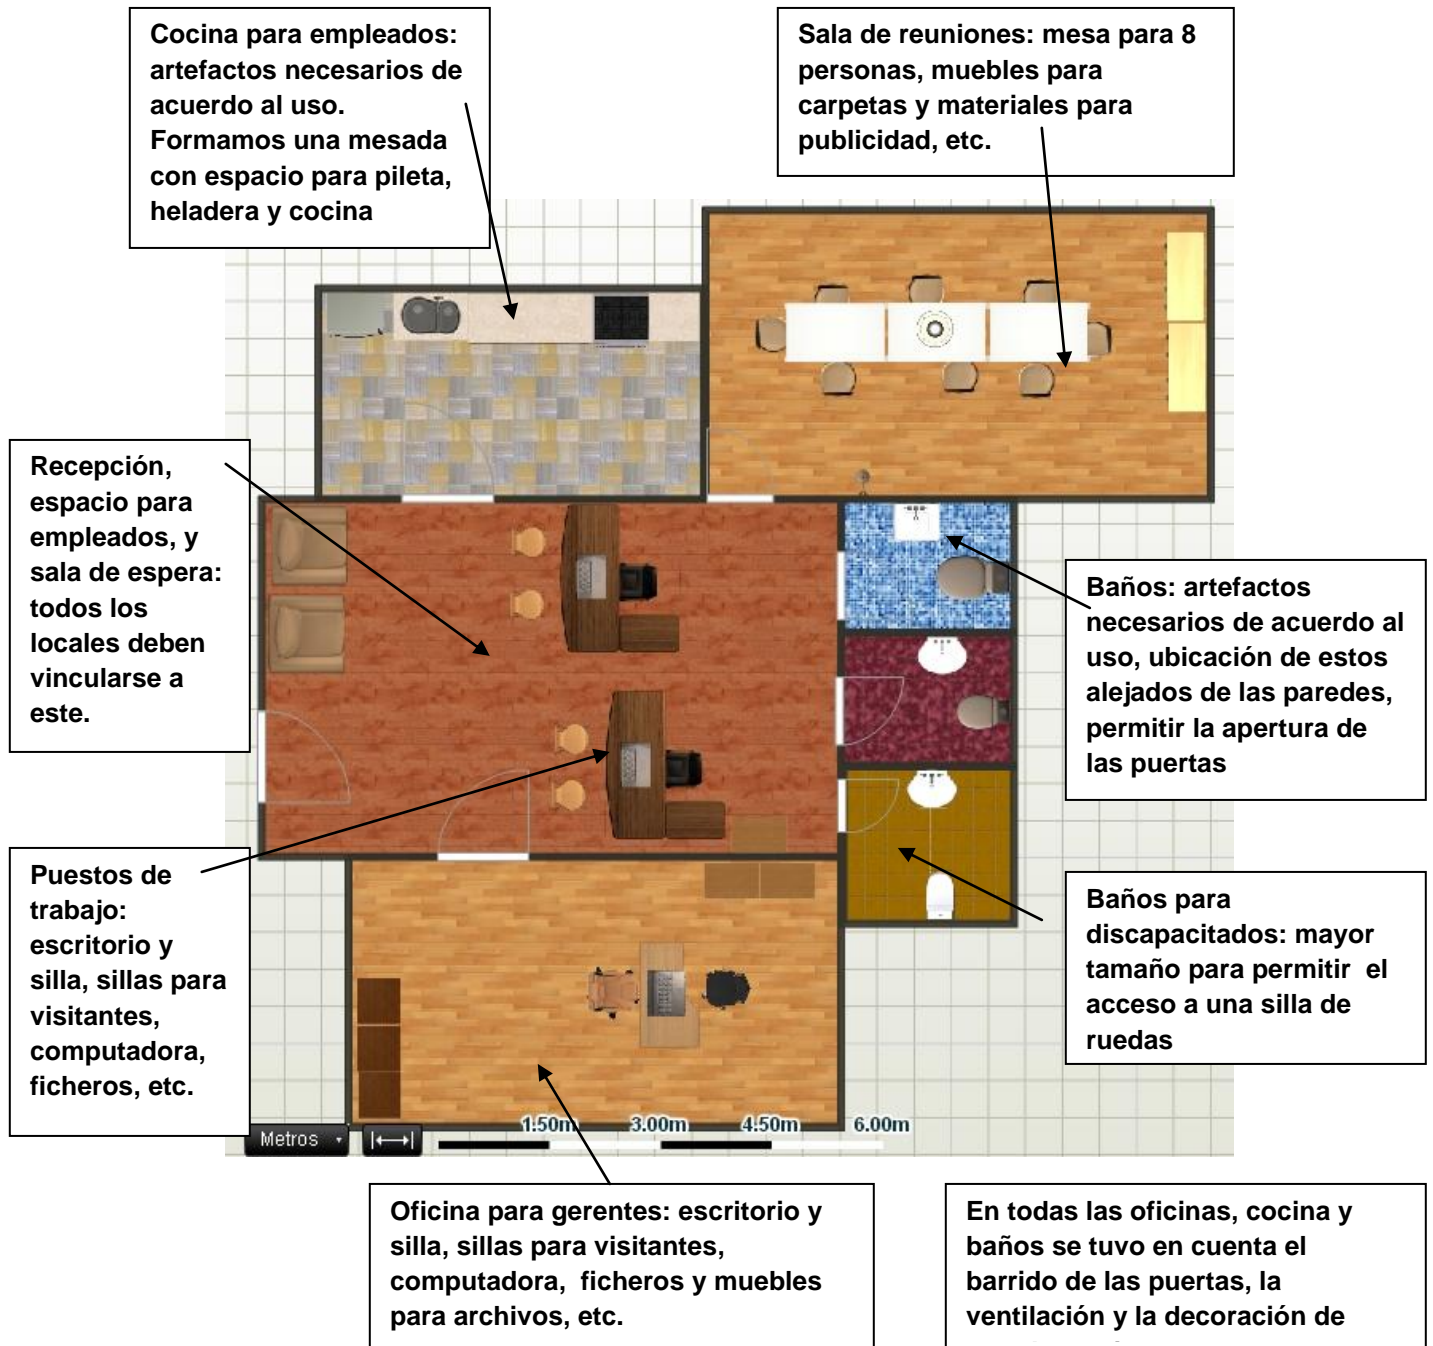 Cocina para empleados:
artefactos necesarios de
acuerdo al uso.
Formamos una mesada
con espacio para pileta,
heladera y cocina
Sala de reuniones: mesa para 8
personas, muebles para
carpetas y materiales para
publicidad, etc.
Recepción,
espacio para
empleados, y
sala de espera:
todos los
locales deben
vincularse a
este.
Baños: artefactos
necesarios de acuerdo al
uso, ubicación de estos
alejados de las paredes,
permitir la apertura de
las puertas
Puestos de
trabajo:
escritorio y
silla, sillas para
visitantes,
computadora,
ficheros, etc.
Baños para
discapacitados: mayor
tamaño para permitir el
acceso a una silla de
ruedas
Metros
1.50m 3.00m 4.50m 6.00m
Oficina para gerentes: escritorio y
silla, sillas para visitantes,
computadora, ficheros y muebles
para archivos, etc.
En todas las oficinas, cocina y
baños se tuvo en cuenta el
barrido de las puertas, la
ventilación y la decoración de